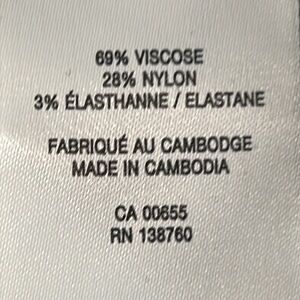 69% VISCOSE
28% NYLON
3% ÉLASTHANNE / ELASTANE
FABRIQUÉ AU CAMBODGE
MADE IN CAMBODIA
CA 00655
RN 138760